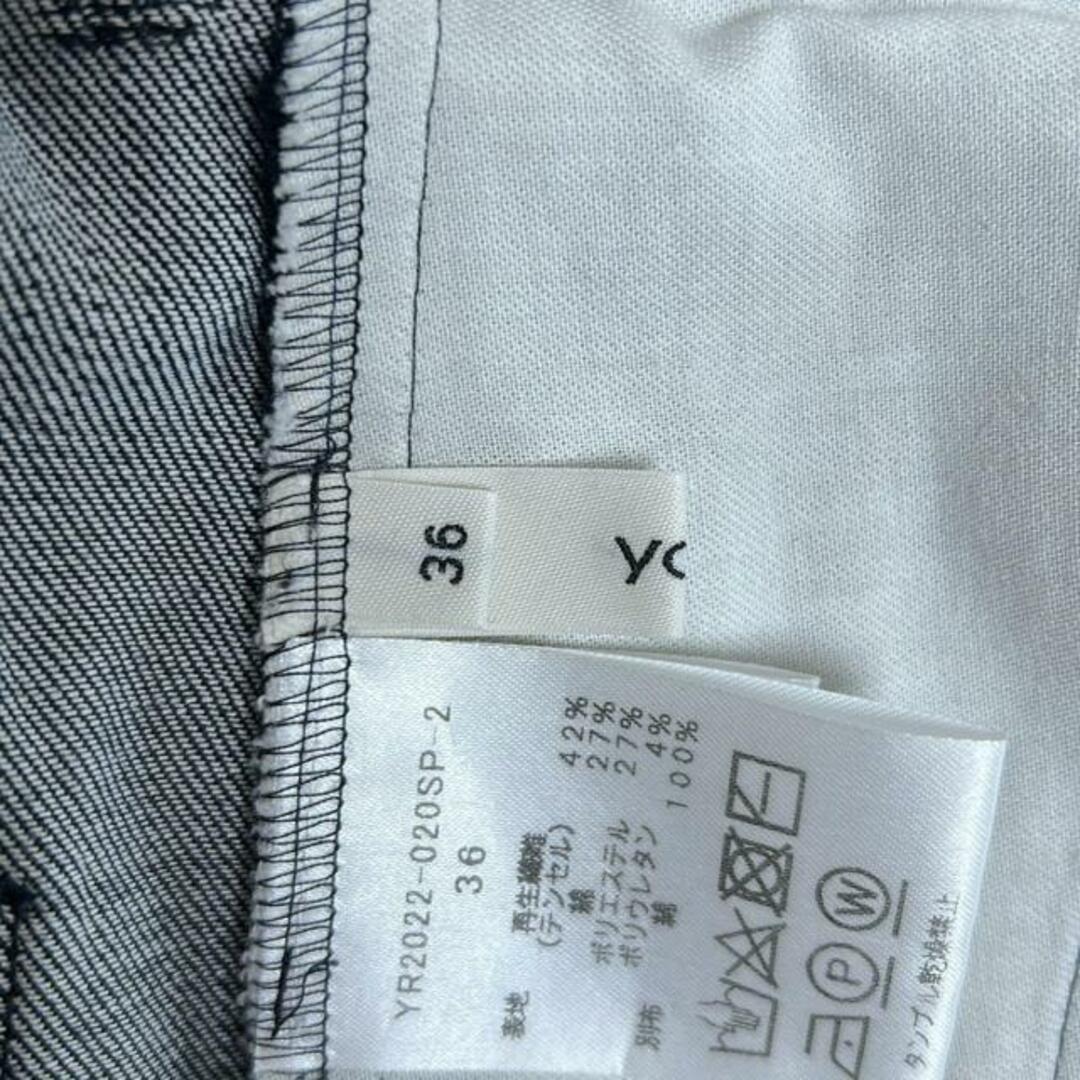 36
YO
YR2022-020SP-2
36
表地 再生繊維 42%
(テンセル)
綿 27%
ポリエステル 27%
ポリウレタン 4%
別布 綿 100%
P
W
タンブル乾燥禁止